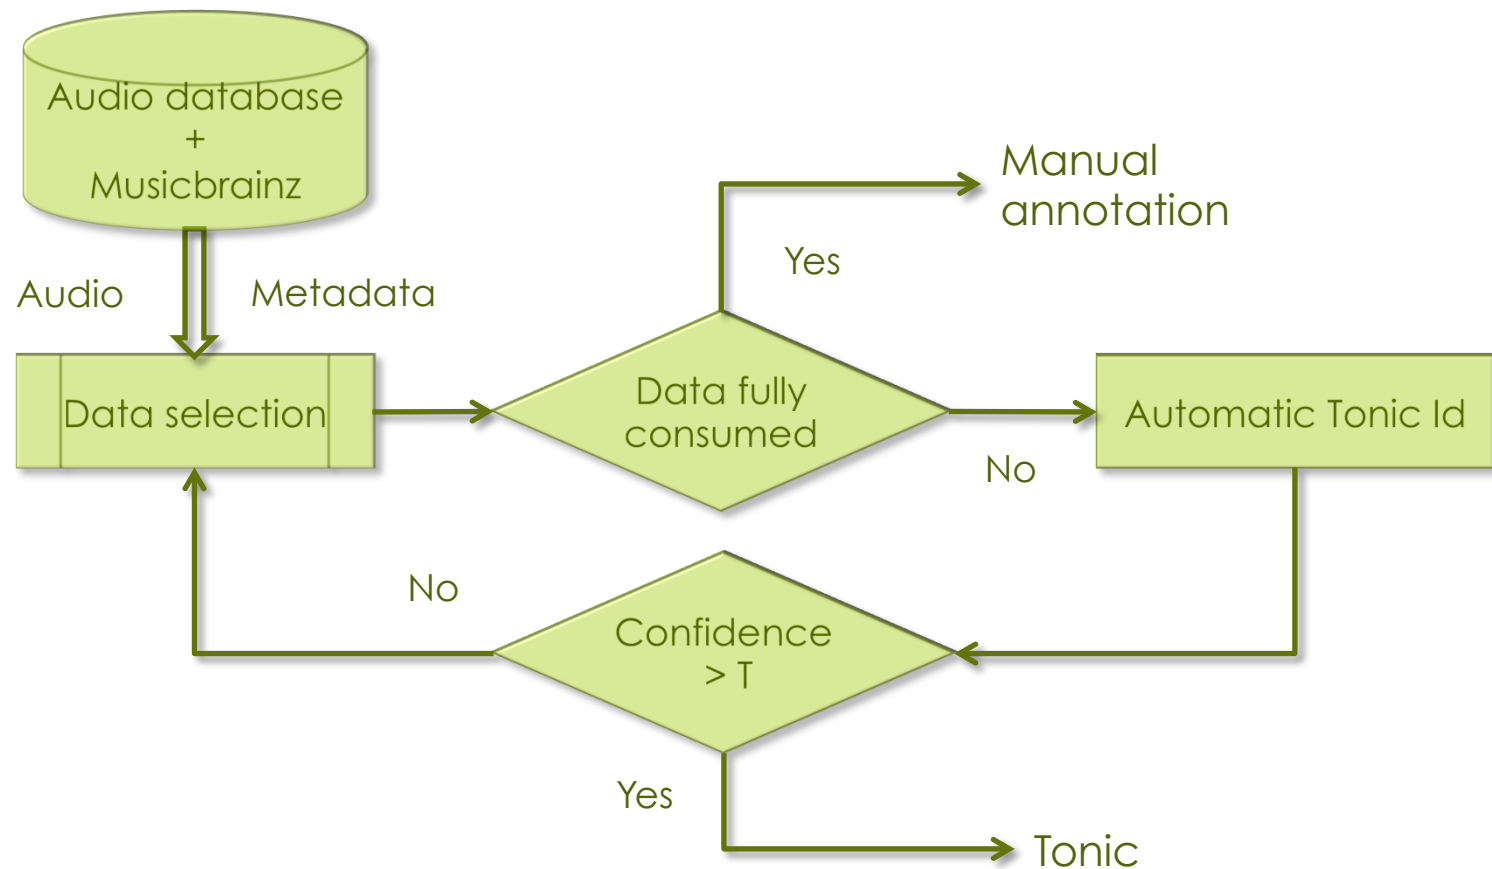 Audio database
+
Musicbrainz
Audio
Metadata
Manual
annotation
Yes
Data selection
Data fully
consumed
Automatic Tonic Id
No
No
Confidence
> T
Yes
Tonic